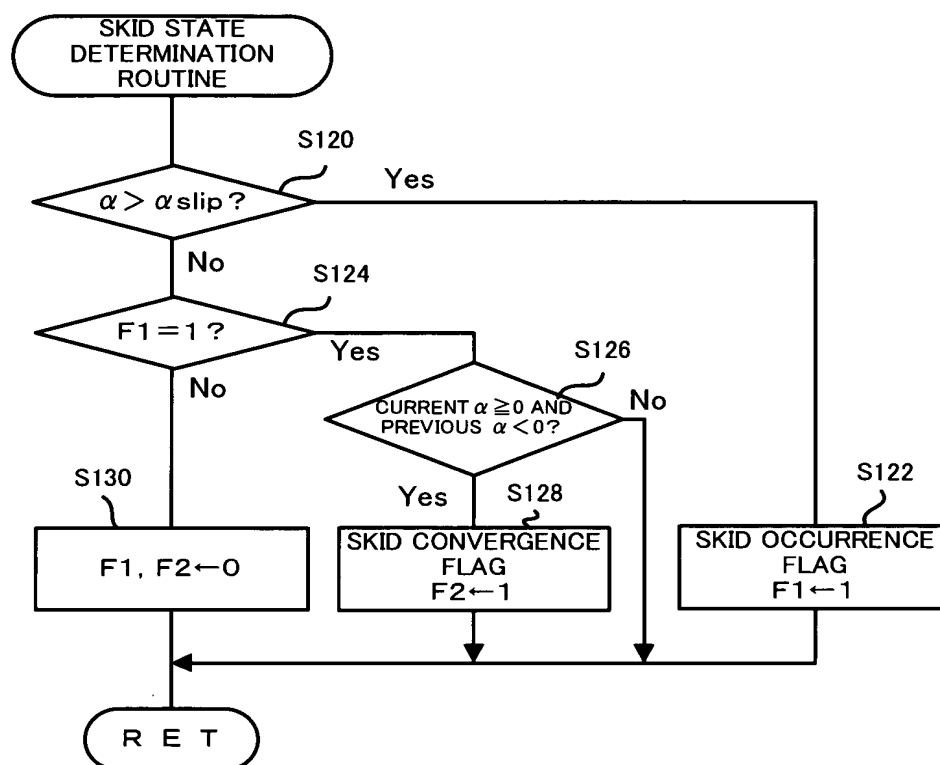 SKID STATE
DETERMINATION
ROUTINE
S120
α > α slip ?
Yes
No
S124
F1＝1 ?
Yes
No
S126
CURRENT α ≧0 AND
PREVIOUS α <0?
No
Yes
S130
F1, F2←0
S128
SKID CONVERGENCE
FLAG
F2←1
S122
SKID OCCURRENCE
FLAG
F1←1
R E T